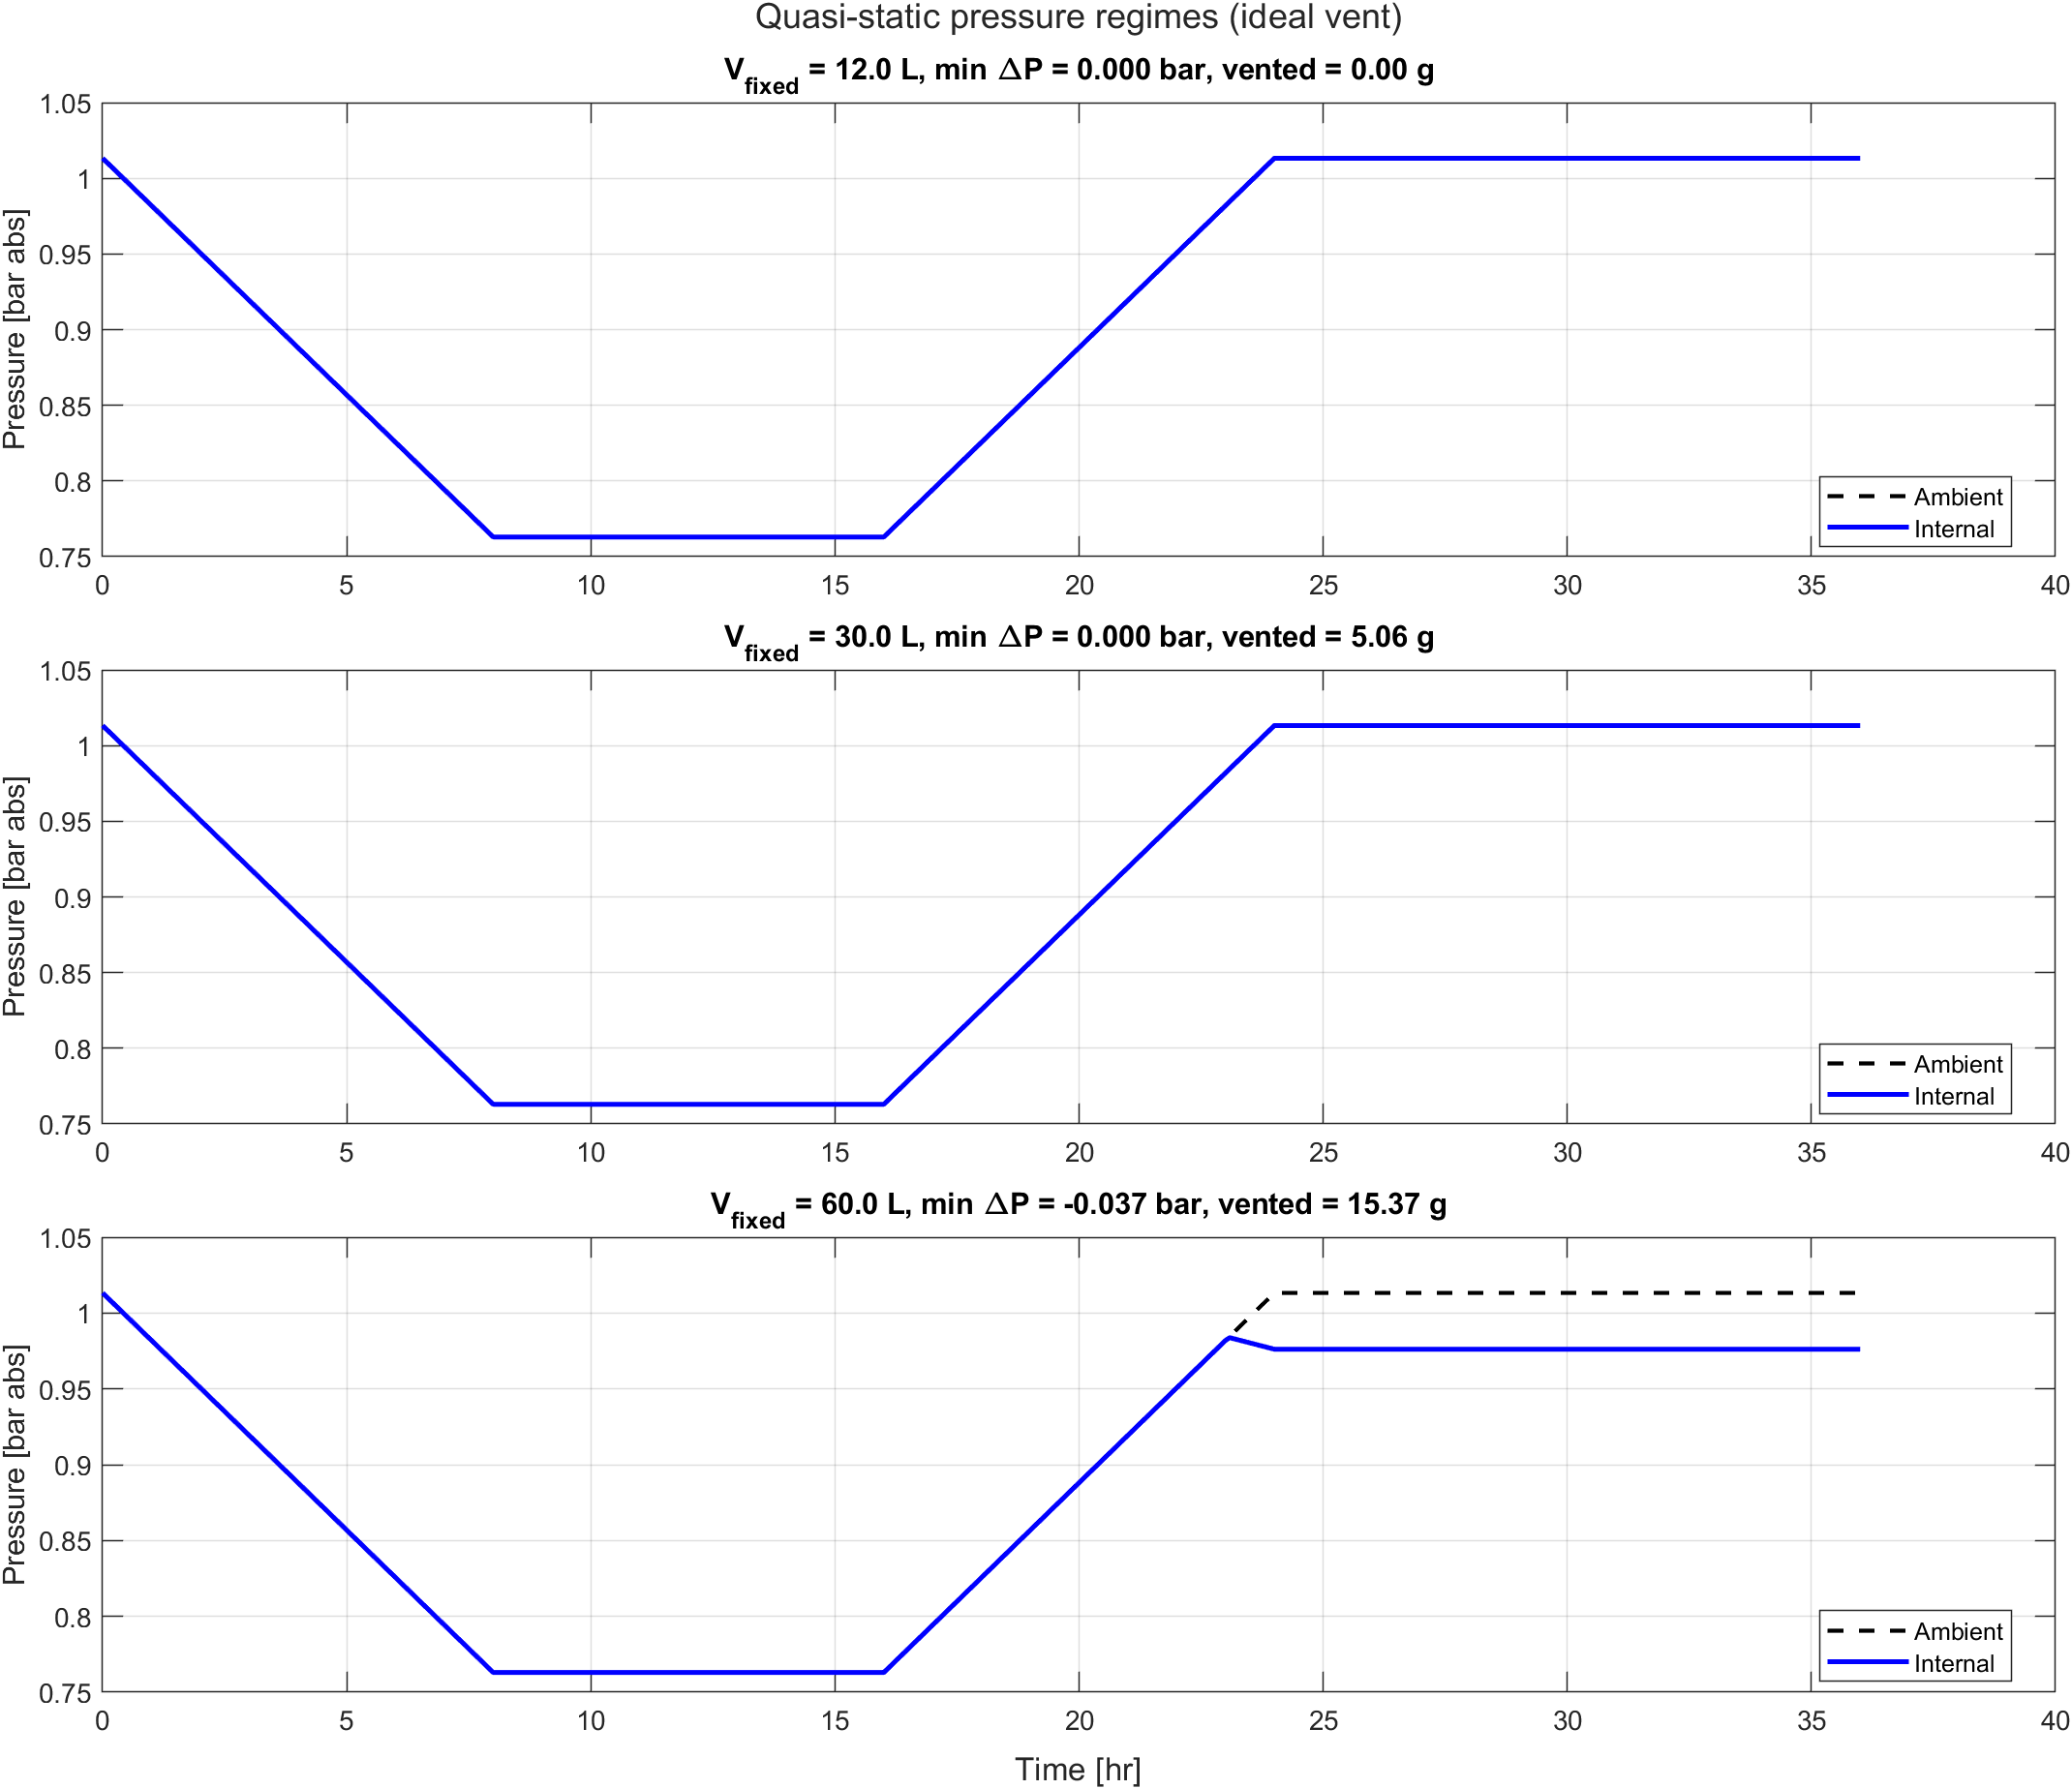 Quasi-static pressure regimes (ideal vent)
Vfixed = 12.0 L, min ΔP = 0.000 bar, vented = 0.00 g
1.05
1
0.95
0.9
0.85
0.8
0.75
Pressure [bar abs]
Ambient
Internal
0 5 10 15 20 25 30 35 40
Vfixed = 30.0 L, min ΔP = 0.000 bar, vented = 5.06 g
1.05
1
0.95
0.9
0.85
0.8
0.75
Pressure [bar abs]
Ambient
Internal
0 5 10 15 20 25 30 35 40
Vfixed = 60.0 L, min ΔP = -0.037 bar, vented = 15.37 g
1.05
1
0.95
0.9
0.85
0.8
0.75
Pressure [bar abs]
Ambient
Internal
0 5 10 15 20 25 30 35 40
Time [hr]